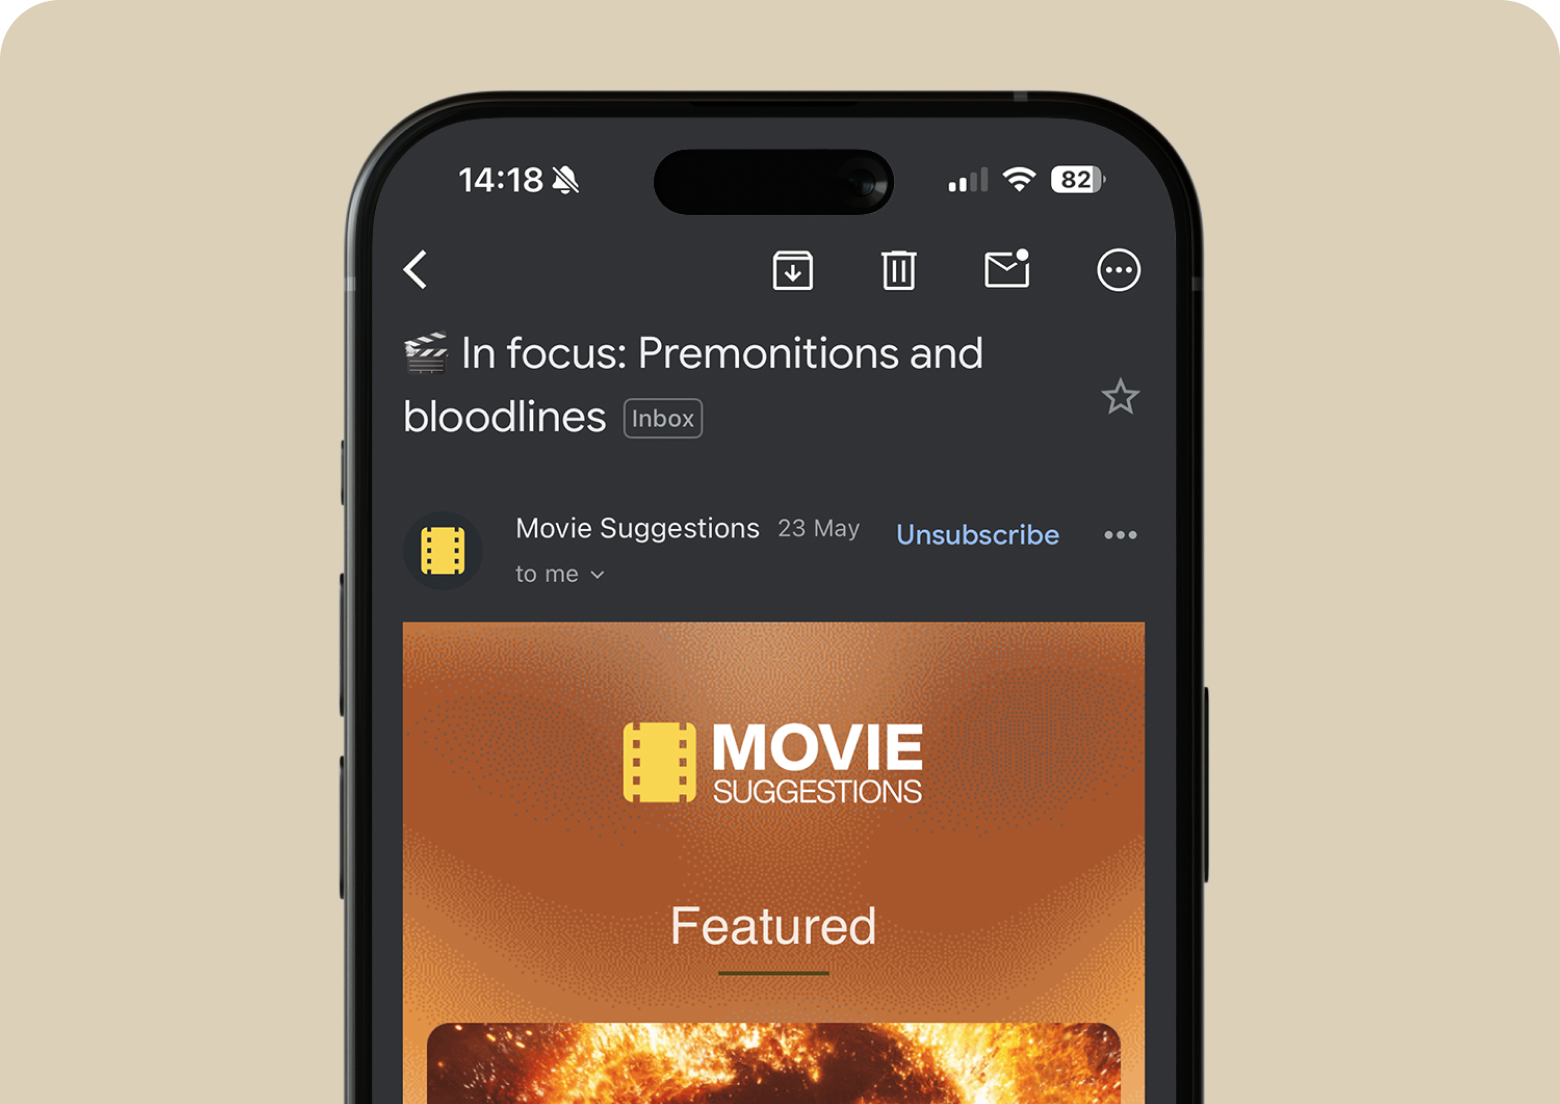 14:18
82
🎬 In focus: Premonitions and
bloodlines Inbox
Movie Suggestions 23 May Unsubscribe
to me
MOVIE
SUGGESTIONS
Featured